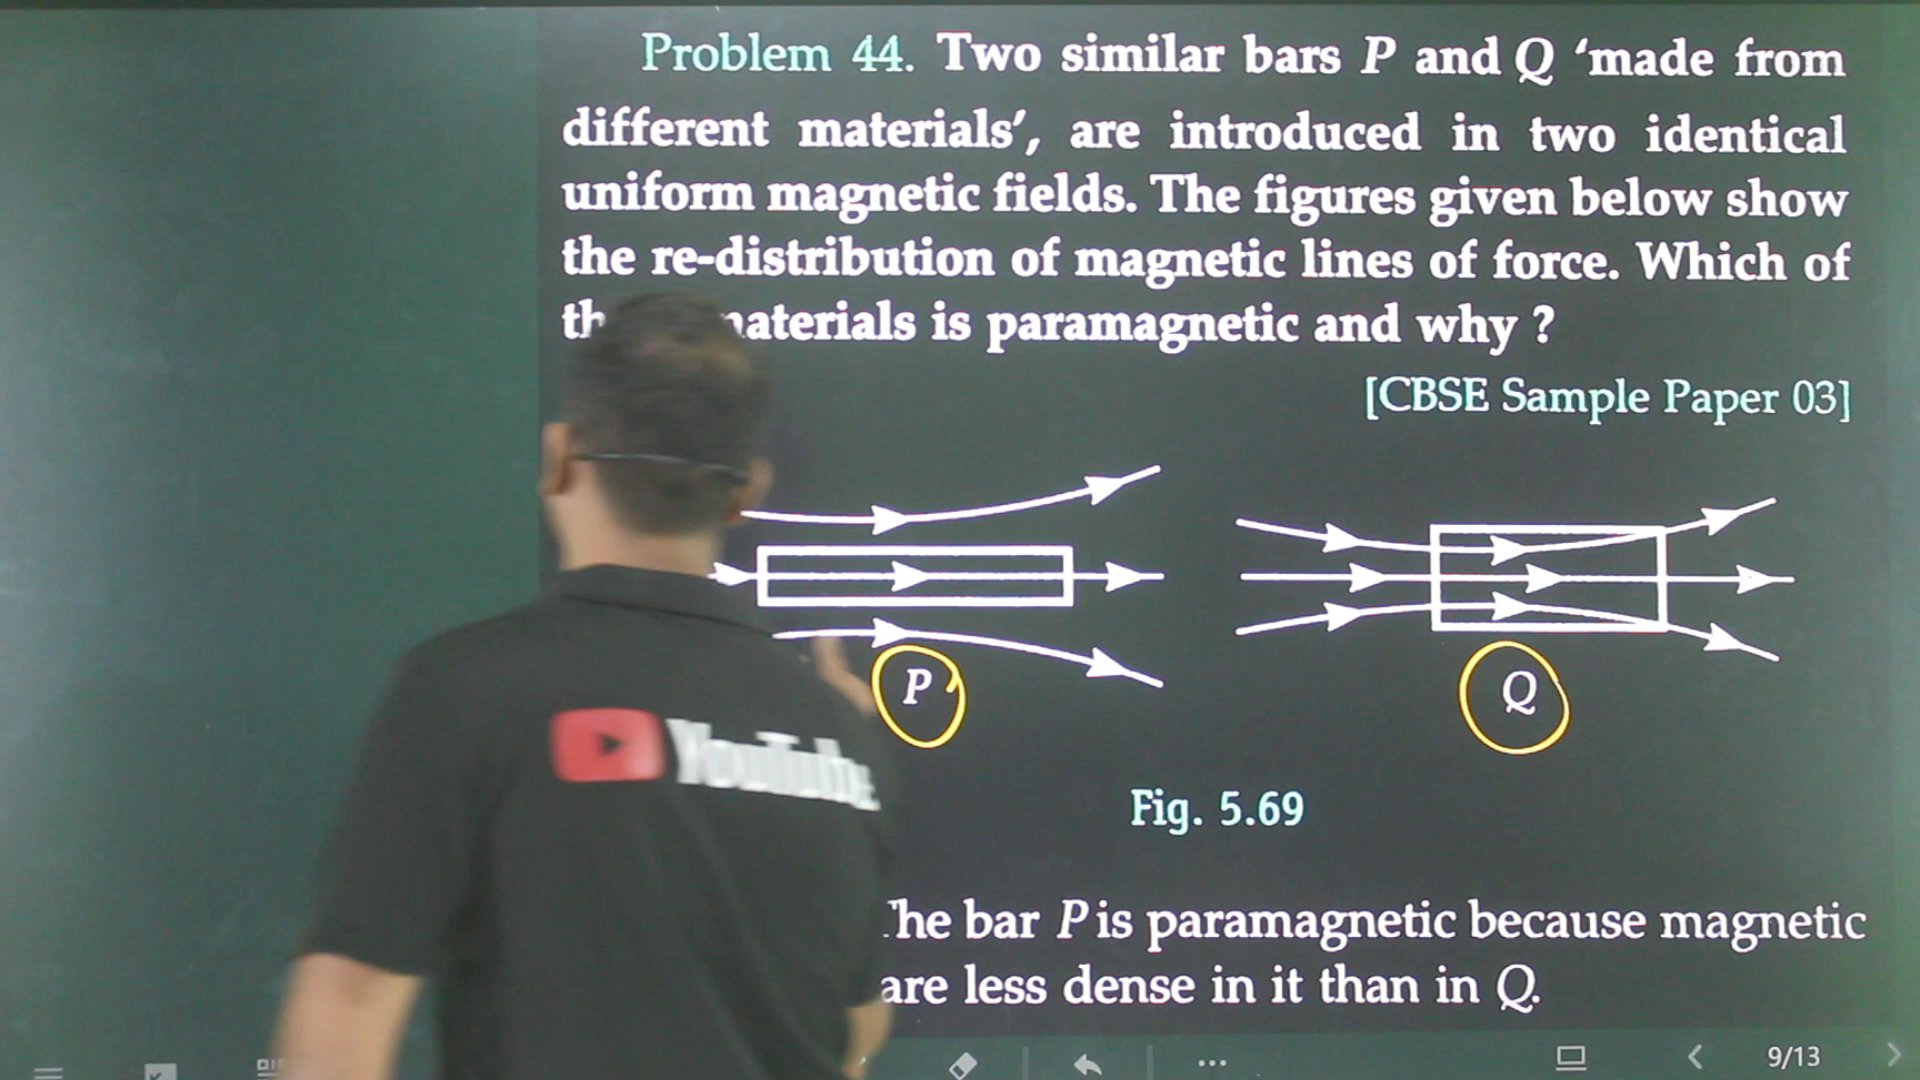 Problem 44. Two similar bars P and Q ‘made from
different materials’, are introduced in two identical
uniform magnetic fields. The figures given below show
the re-distribution of magnetic lines of force. Which of
is paramagnetic and why ?
[CBSE Sample Paper 03]
P
Q
YouTube
Fig. 5.69
bar P is paramagnetic because magnetic
are less dense in it than in Q.
9/13